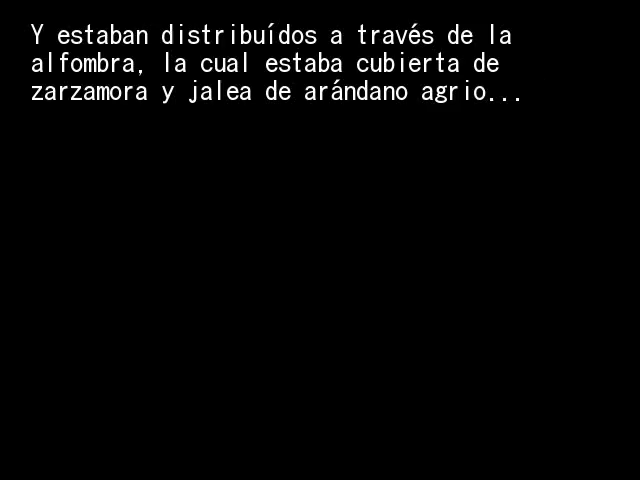 Y estaban distribuídos a través de la
alfombra, la cual estaba cubierta de
zarzamora y jalea de arándano agrio...